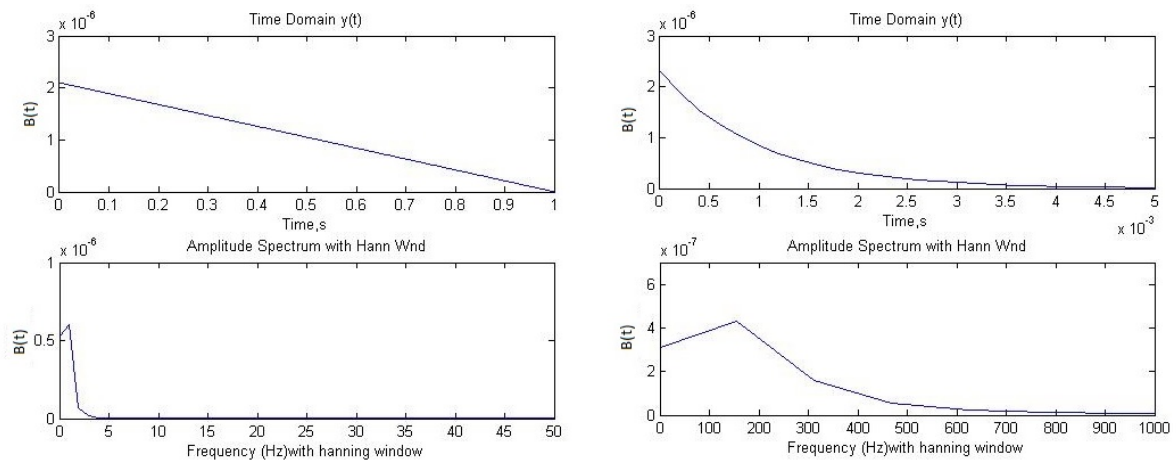 Time Domain y(t)
x 10^-6
3
2
1
0
B(t)
0 0.1 0.2 0.3 0.4 0.5 0.6 0.7 0.8 0.9 1
Time,s
Amplitude Spectrum with Hann Wnd
x 10^-6
1
0.5
0
B(t)
0 5 10 15 20 25 30 35 40 45 50
Frequency (Hz)with hanning window
Time Domain y(t)
x 10^-6
3
2
1
0
B(t)
0 0.5 1 1.5 2 2.5 3 3.5 4 4.5 5
Time,s
x 10^-3
Amplitude Spectrum with Hann Wnd
x 10^-7
6
4
2
0
B(t)
0 100 200 300 400 500 600 700 800 900 1000
Frequency (Hz)with hanning window